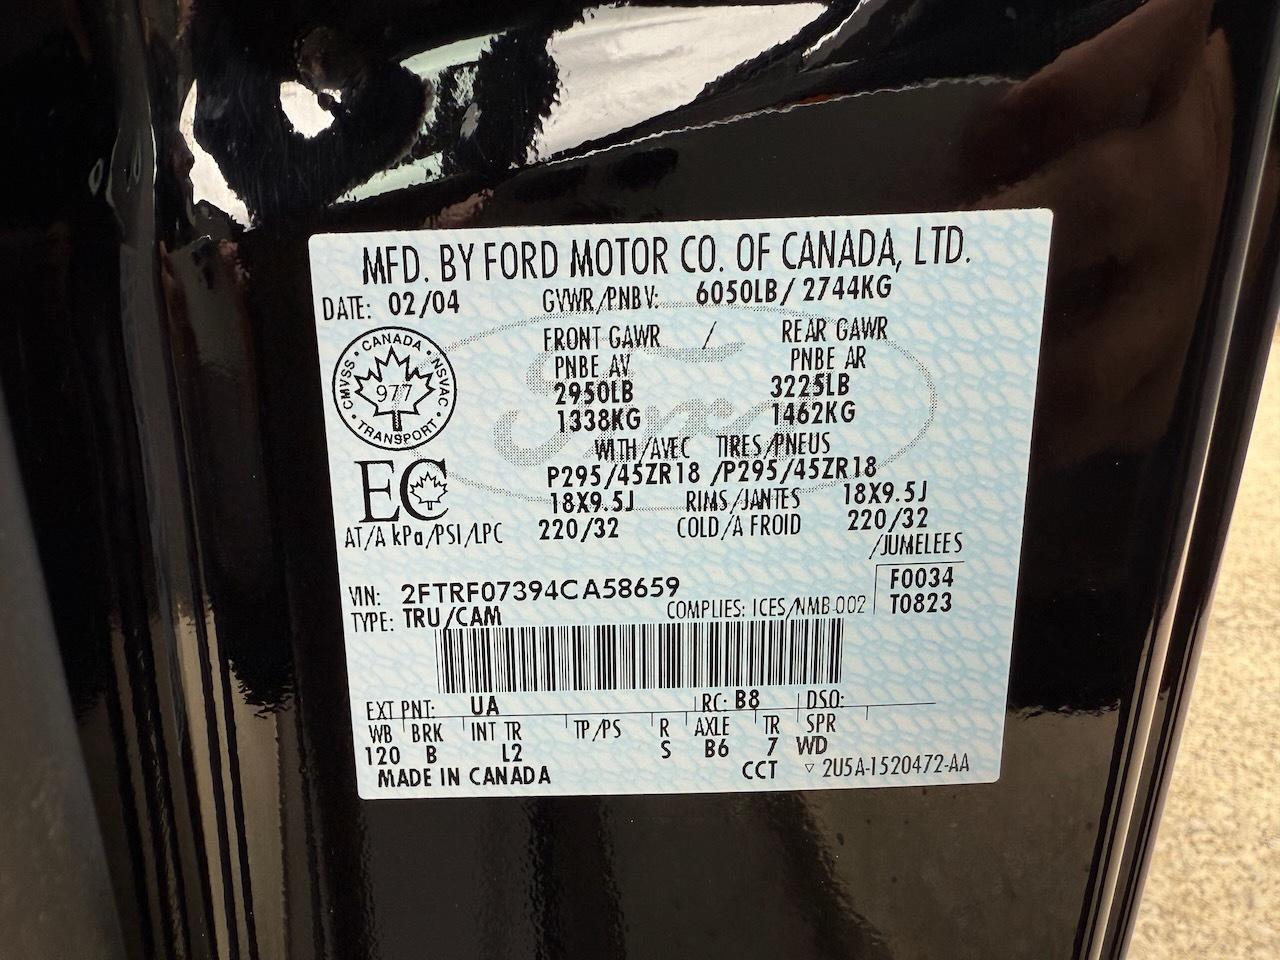 MFD. BY FORD MOTOR CO. OF CANADA, LTD.
DATE: 02/04 GVWR/PNBV: 6050LB/ 2744KG
FRONT GAWR / REAR GAWR
PNBE AV PNBE AR
2950LB 3225LB
1338KG 1462KG
WITH/AVEC TIRES/PNEUS
P295/45ZR18 /P295/45ZR18
18X9.5J RIMS/JANTES 18X9.5J
AT/A kPa/PSI/LPC 220/32 COLD/A FROID 220/32
/JUMELEES
CANADA
CMVSS • NSVAC
977
TRANSPORT
EC
Ford
VIN: 2FTRF07394CA58659 F0034
TYPE: TRU/CAM COMPLIES: ICES/NMB-002 T0823
EXT PNT: UA RC: B8 DSO:
WB BRK INT TR TP/PS R AXLE TR SPR
120 B L2 S B6 7 WD
MADE IN CANADA CCT ▽ 2U5A-1520472-AA